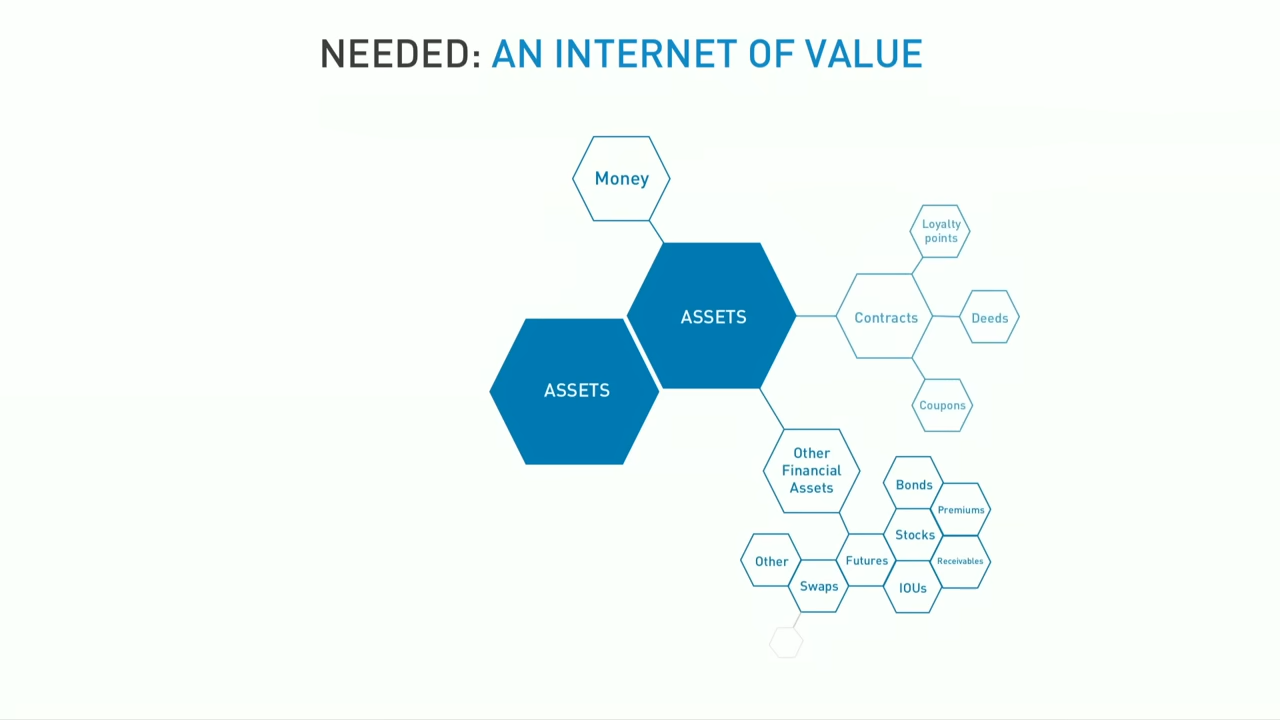 NEEDED: AN INTERNET OF VALUE
Money
Loyalty
points
ASSETS
Contracts
Deeds
ASSETS
Coupons
Other
Financial
Assets
Bonds
Premiums
Stocks
Other
Futures
Receivables
Swaps
IOUs